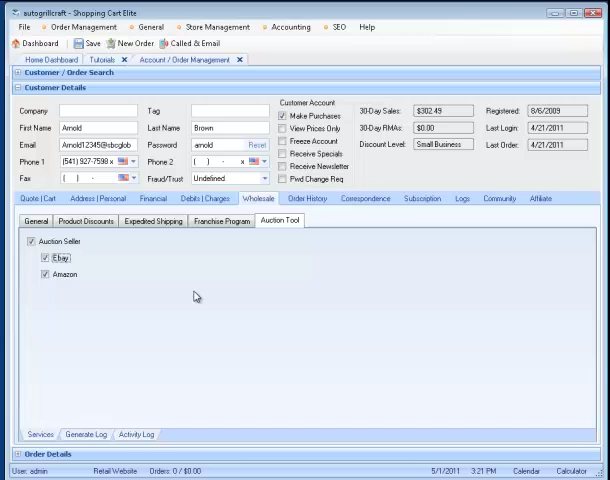 autogrillcraft - Shopping Cart Elite
File Order Management General Store Management Accounting SEO Help
Dashboard Save New Order Called & Email
Home Dashboard Tutorials X Account / Order Management X
Customer / Order Search
Customer Details
Customer Account
Company Tag Make Purchases 30-Day Sales: $302.49 Registered: 8/6/2009
First Name Arnold Last Name Brown View Prices Only 30-Day RMAs: $0.00 Last Login: 4/21/2011
Email Arnold12345@sbcglob Password arnold Reset Freeze Account Discount Level: Small Business Last Order: 4/21/2011
Receive Specials
Phone 1 (541) 927-7598 x Phone 2 ( ) - x Receive Newsletter
Fax ( ) - Fraud/Trust Undefined Pwd Change Req
Quote | Cart Address | Personal Financial Debits | Charges Wholesale Order History Correspondence Subscription Logs Community Affiliate
General Product Discounts Expedited Shipping Franchise Program Auction Tool
Auction Seller
Ebay
Amazon
Services Generate Log Activity Log
Order Details
User: admin Retail Website Orders: 0 / $0.00 5/1/2011 3:21 PM Calendar Calculator